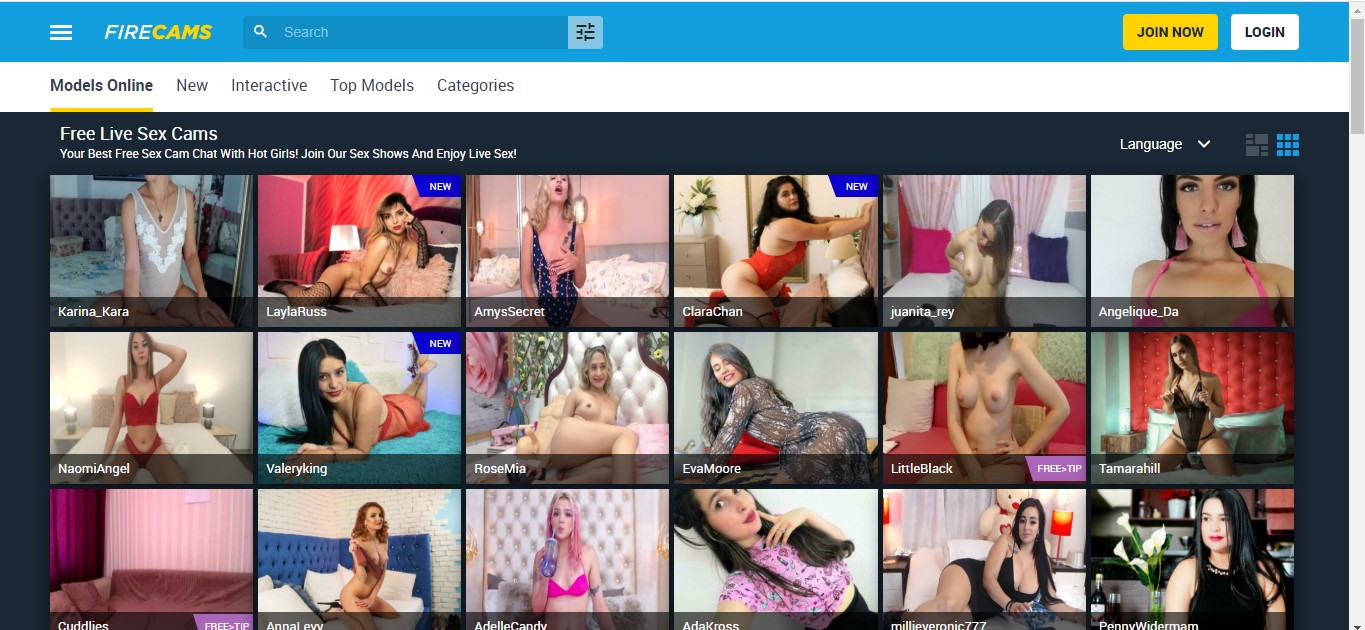 FIRECAMS
Search
JOIN NOW
LOGIN
Models Online
New
Interactive
Top Models
Categories
Free Live Sex Cams
Your Best Free Sex Cam Chat With Hot Girls! Join Our Sex Shows And Enjoy Live Sex!
Language
NEW
NEW
Karina_Kara
LaylaRuss
AmysSecret
ClaraChan
juanita_rey
Angelique_Da
NEW
NaomiAngel
Valeryking
RoseMia
EvaMoore
LittleBlack
FREE>TIP
Tamarahill
Cuddlies
FREE>TIP
AnnaLevy
AdelleCandy
AdaKross
millieveronic777
PennyWidermam